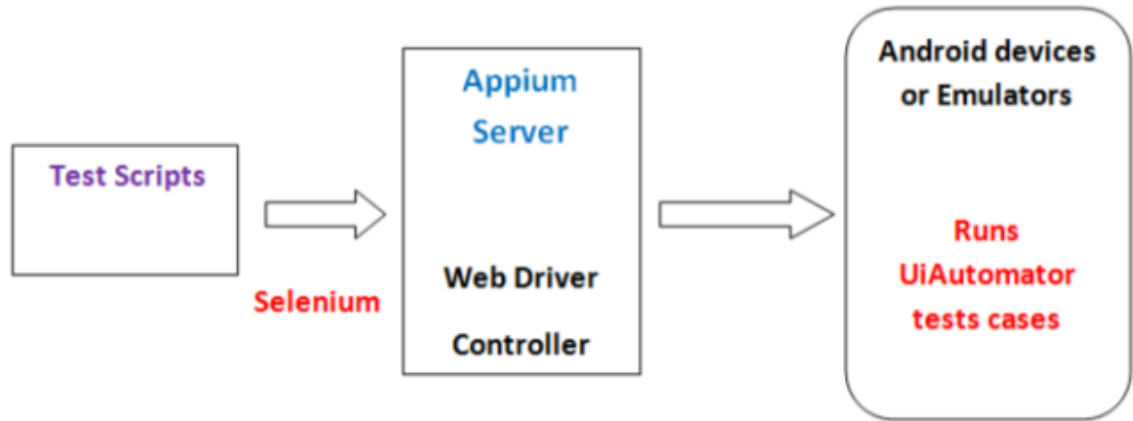 Test Scripts
Selenium
Appium
Server
Web Driver
Controller
Android devices
or Emulators
Runs
UiAutomator
tests cases